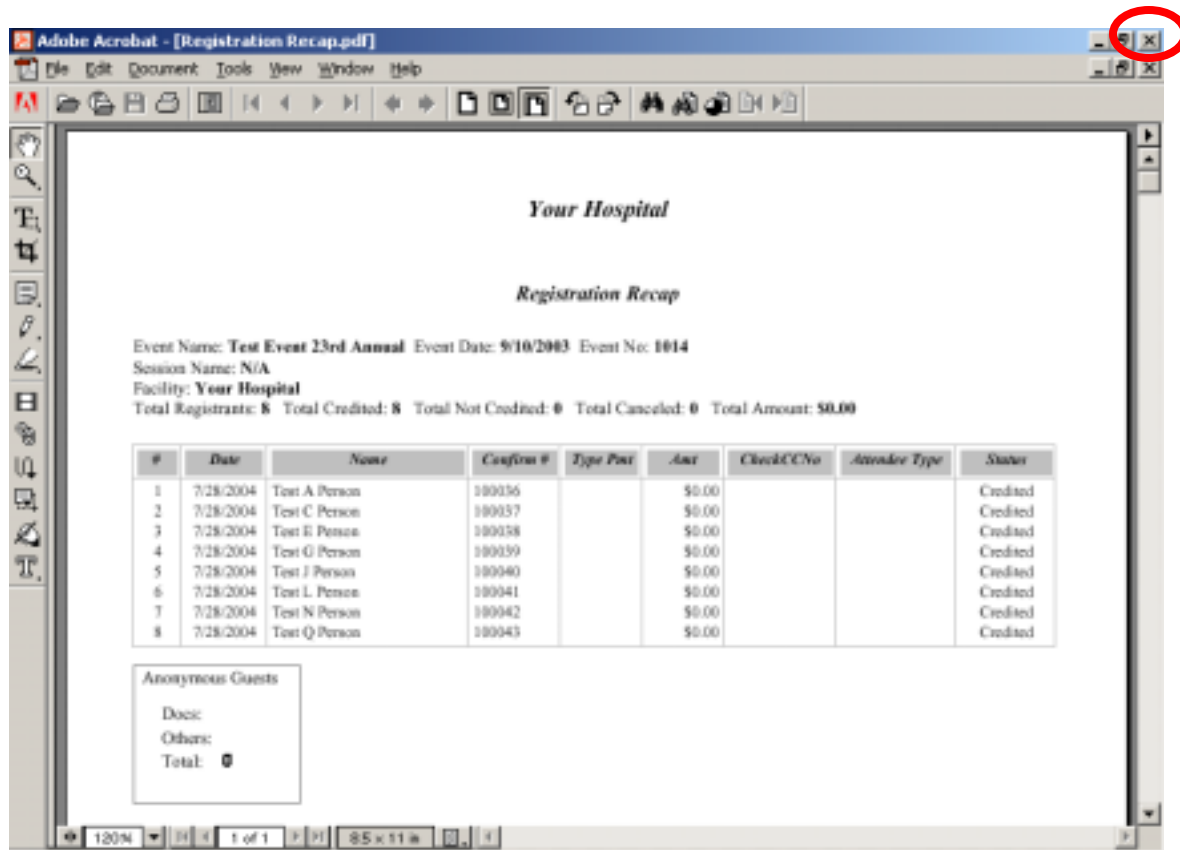 Adobe Acrobat - [Registration Recap.pdf]
File Edit Document Tools View Window Help
Your Hospital
Registration Recap
Event Name: Test Event 23rd Annual Event Date: 9/10/2003 Event No: 1014
Session Name: N/A
Facility: Your Hospital
Total Registrants: 8 Total Credited: 8 Total Not Credited: 0 Total Canceled: 0 Total Amount: $0.00
# Date Name Confirm # Type Pmt Amt CheckCCNo Attendee Type Status
1 7/28/2004 Test A Person 100036 $0.00 Credited
2 7/28/2004 Test C Person 100037 $0.00 Credited
3 7/28/2004 Test E Person 100038 $0.00 Credited
4 7/28/2004 Test G Person 100039 $0.00 Credited
5 7/28/2004 Test J Person 100040 $0.00 Credited
6 7/28/2004 Test L Person 100041 $0.00 Credited
7 7/28/2004 Test N Person 100042 $0.00 Credited
8 7/28/2004 Test Q Person 100043 $0.00 Credited
Anonymous Guests
Docs:
Others:
Total: 0
120% 1 of 1 8.5 x 11 in